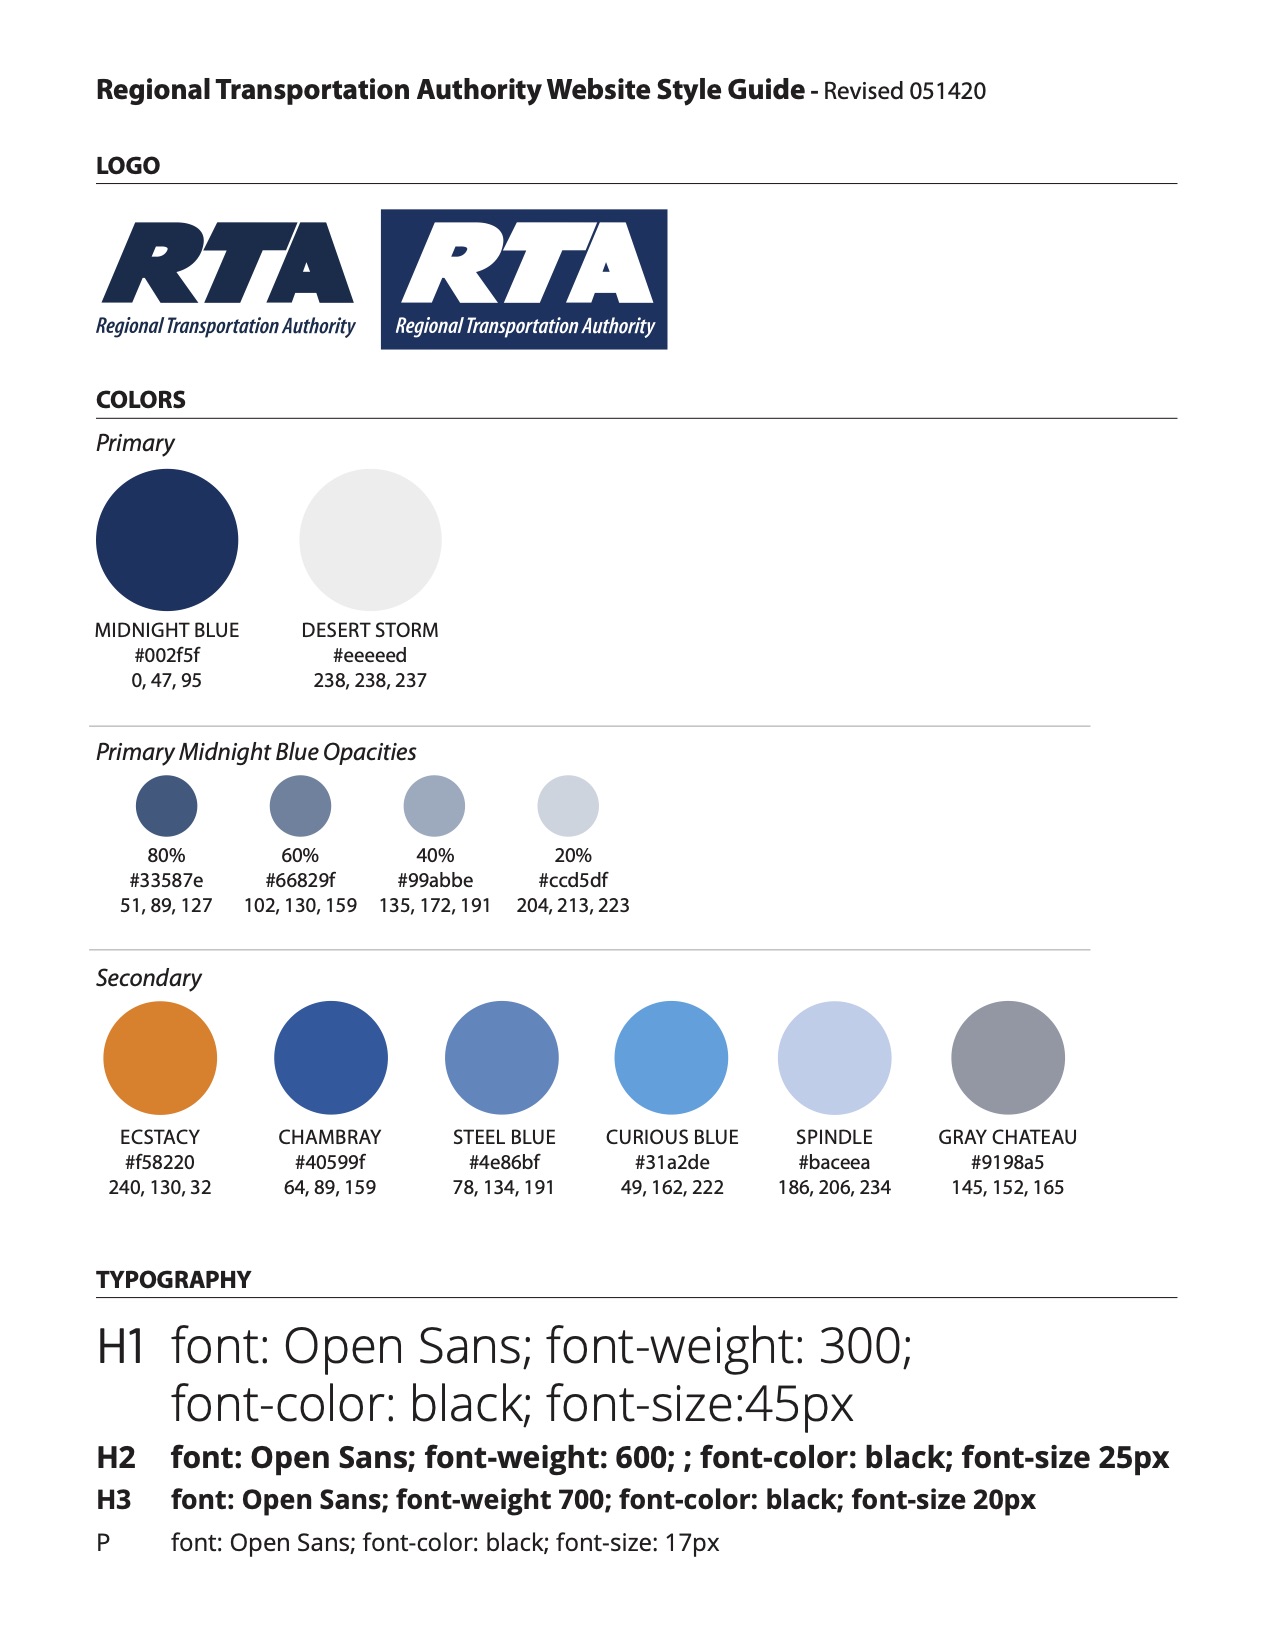 Regional Transportation Authority Website Style Guide - Revised 051420
LOGO
RTA
Regional Transportation Authority
RTA
Regional Transportation Authority
COLORS
Primary
MIDNIGHT BLUE
#002f5f
0, 47, 95
DESERT STORM
#eeeeed
238, 238, 237
Primary Midnight Blue Opacities
80%
#33587e
51, 89, 127
60%
#66829f
102, 130, 159
40%
#99abbe
135, 172, 191
20%
#ccd5df
204, 213, 223
Secondary
ECSTACY
#f58220
240, 130, 32
CHAMBRAY
#40599f
64, 89, 159
STEEL BLUE
#4e86bf
78, 134, 191
CURIOUS BLUE
#31a2de
49, 162, 222
SPINDLE
#baceea
186, 206, 234
GRAY CHATEAU
#9198a5
145, 152, 165
TYPOGRAPHY
H1 font: Open Sans; font-weight: 300;
font-color: black; font-size:45px
H2 font: Open Sans; font-weight: 600; ; font-color: black; font-size 25px
H3 font: Open Sans; font-weight 700; font-color: black; font-size 20px
P font: Open Sans; font-color: black; font-size: 17px